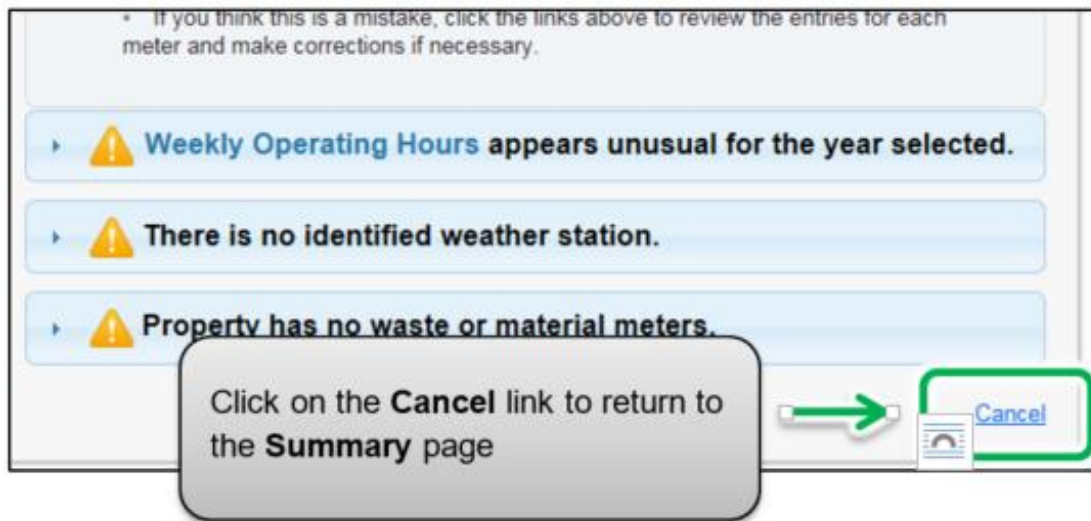 • If you think this is a mistake, click the links above to review the entries for each
meter and make corrections if necessary.
Weekly Operating Hours appears unusual for the year selected.
There is no identified weather station.
Property has no waste or material meters.
Click on the Cancel link to return to
the Summary page
Cancel